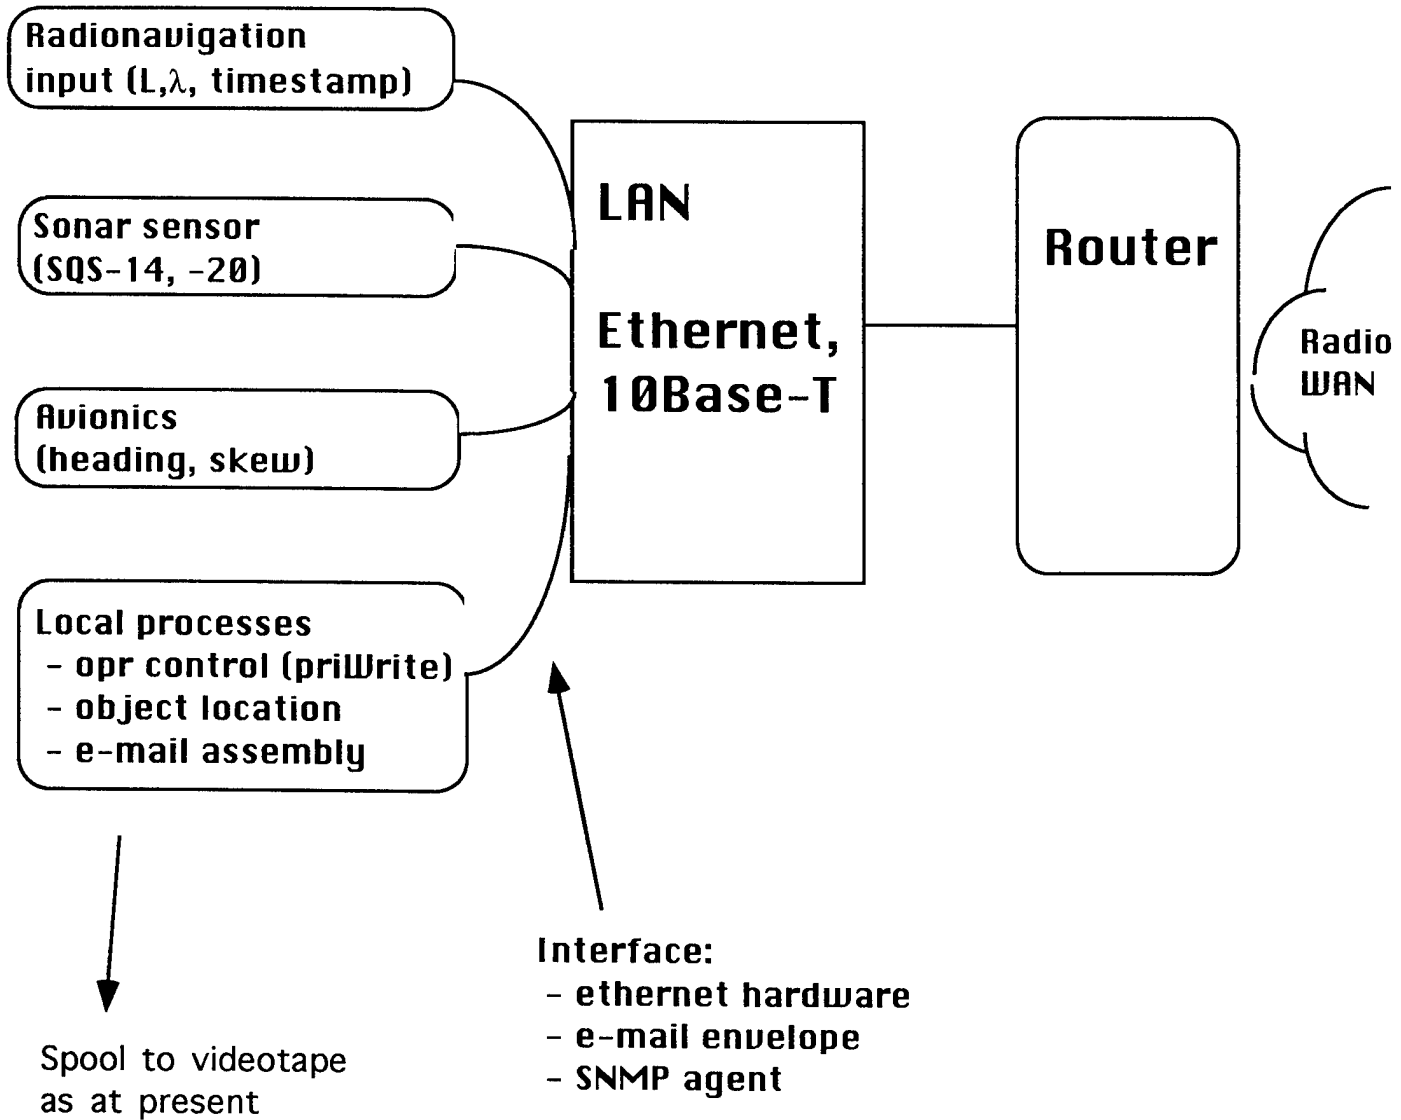 Radionavigation
input (L,λ, timestamp)
Sonar sensor
(SQS-14, -20)
Avionics
(heading, skew)
Local processes
- opr control (priWrite)
- object location
- e-mail assembly
Spool to videotape
as at present
LAN
Ethernet,
10Base-T
Interface:
- ethernet hardware
- e-mail envelope
- SNMP agent
Router
Radio
WAN